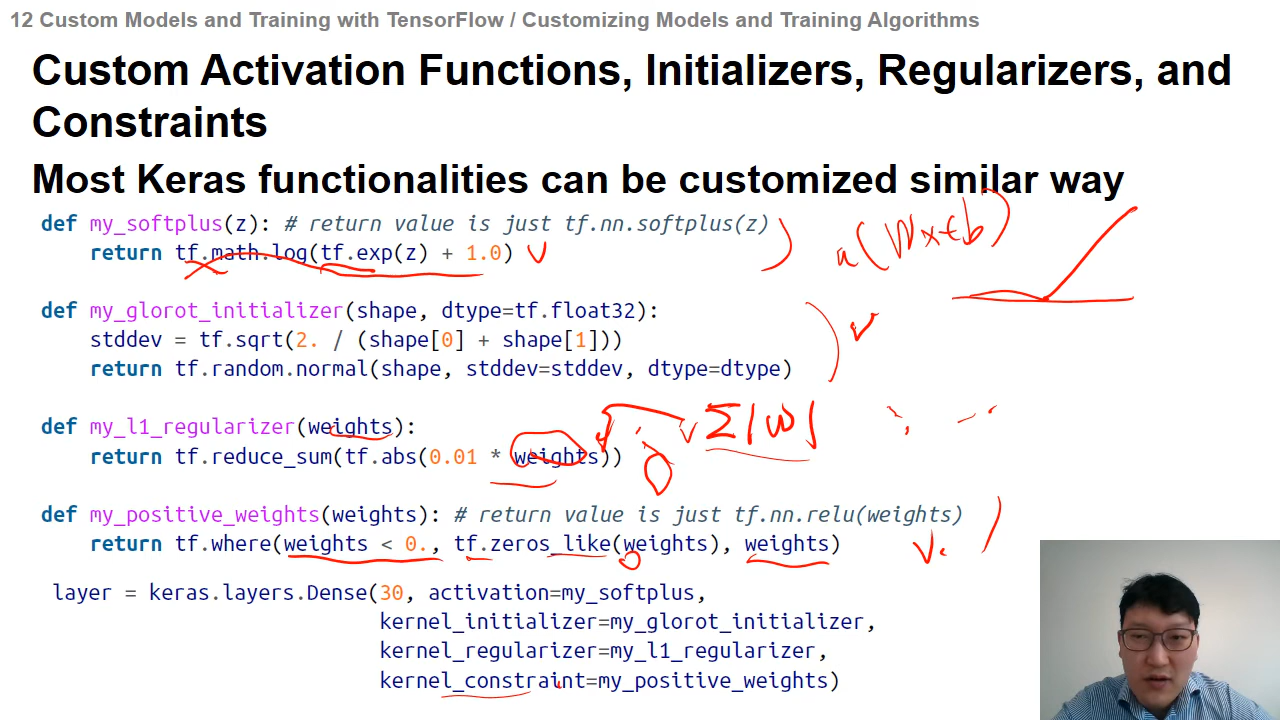 12 Custom Models and Training with TensorFlow / Customizing Models and Training Algorithms
Custom Activation Functions, Initializers, Regularizers, and
Constraints
Most Keras functionalities can be customized similar way
def my_softplus(z): # return value is just tf.nn.softplus(z)
return tf.math.log(tf.exp(z) + 1.0)
a(Wx+b)
def my_glorot_initializer(shape, dtype=tf.float32):
stddev = tf.sqrt(2. / (shape[0] + shape[1]))
return tf.random.normal(shape, stddev=stddev, dtype=dtype)
def my_l1_regularizer(weights):
return tf.reduce_sum(tf.abs(0.01 * weights))
Σ|W|
def my_positive_weights(weights): # return value is just tf.nn.relu(weights)
return tf.where(weights < 0., tf.zeros_like(weights), weights)
layer = keras.layers.Dense(30, activation=my_softplus,
kernel_initializer=my_glorot_initializer,
kernel_regularizer=my_l1_regularizer,
kernel_constraint=my_positive_weights)